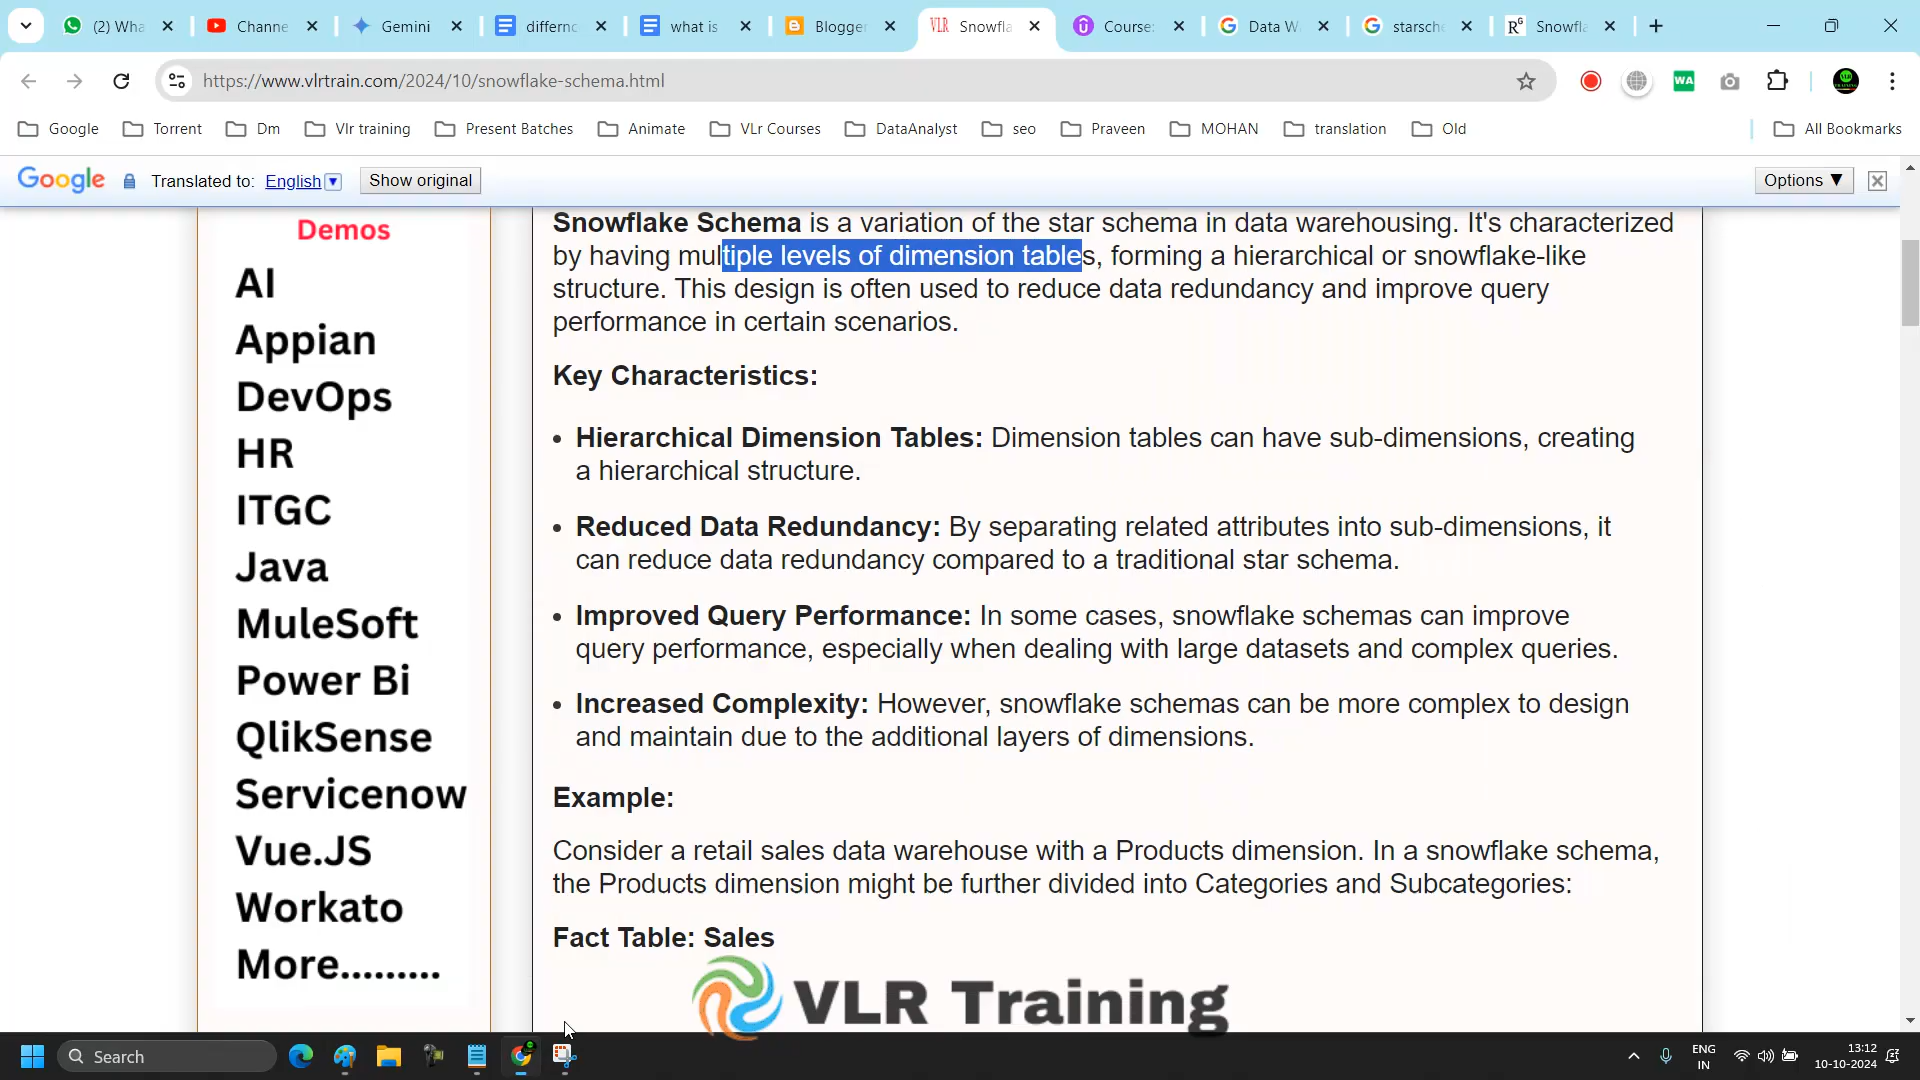 (2) Wha
Channe
Gemini
differnc
what is
Blogger
VLR Snowfla
Course:
Data W
starsche
Snowfla
https://www.vlrtrain.com/2024/10/snowflake-schema.html
WA
Google
Torrent
Dm
Vlr training
Present Batches
Animate
VLr Courses
DataAnalyst
seo
Praveen
MOHAN
translation
Old
All Bookmarks
Google Translated to: English Show original Options ▼
Demos
AI
Appian
DevOps
HR
ITGC
Java
MuleSoft
Power Bi
QlikSense
Servicenow
Vue.JS
Workato
More.........
Snowflake Schema is a variation of the star schema in data warehousing. It's characterized
by having multiple levels of dimension tables, forming a hierarchical or snowflake-like
structure. This design is often used to reduce data redundancy and improve query
performance in certain scenarios.
Key Characteristics:
• Hierarchical Dimension Tables: Dimension tables can have sub-dimensions, creating
a hierarchical structure.
• Reduced Data Redundancy: By separating related attributes into sub-dimensions, it
can reduce data redundancy compared to a traditional star schema.
• Improved Query Performance: In some cases, snowflake schemas can improve
query performance, especially when dealing with large datasets and complex queries.
• Increased Complexity: However, snowflake schemas can be more complex to design
and maintain due to the additional layers of dimensions.
Example:
Consider a retail sales data warehouse with a Products dimension. In a snowflake schema,
the Products dimension might be further divided into Categories and Subcategories:
Fact Table: Sales
VLR Training
Search
ENG
IN
13:12
10-10-2024